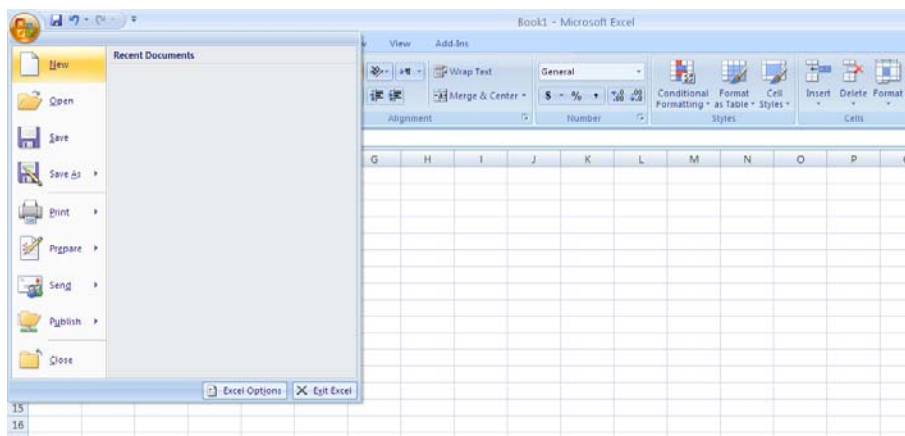 Book1 - Microsoft Excel
View Add-Ins
Recent Documents
New
Open
Save
Save As
Print
Prepare
Send
Publish
Close
Excel Options Exit Excel
Wrap Text
Merge & Center
Alignment
General
$ % ,
Number
Conditional Formatting
Format as Table
Cell Styles
Styles
Insert Delete Format
Cells
G H I J K L M N O P
15
16